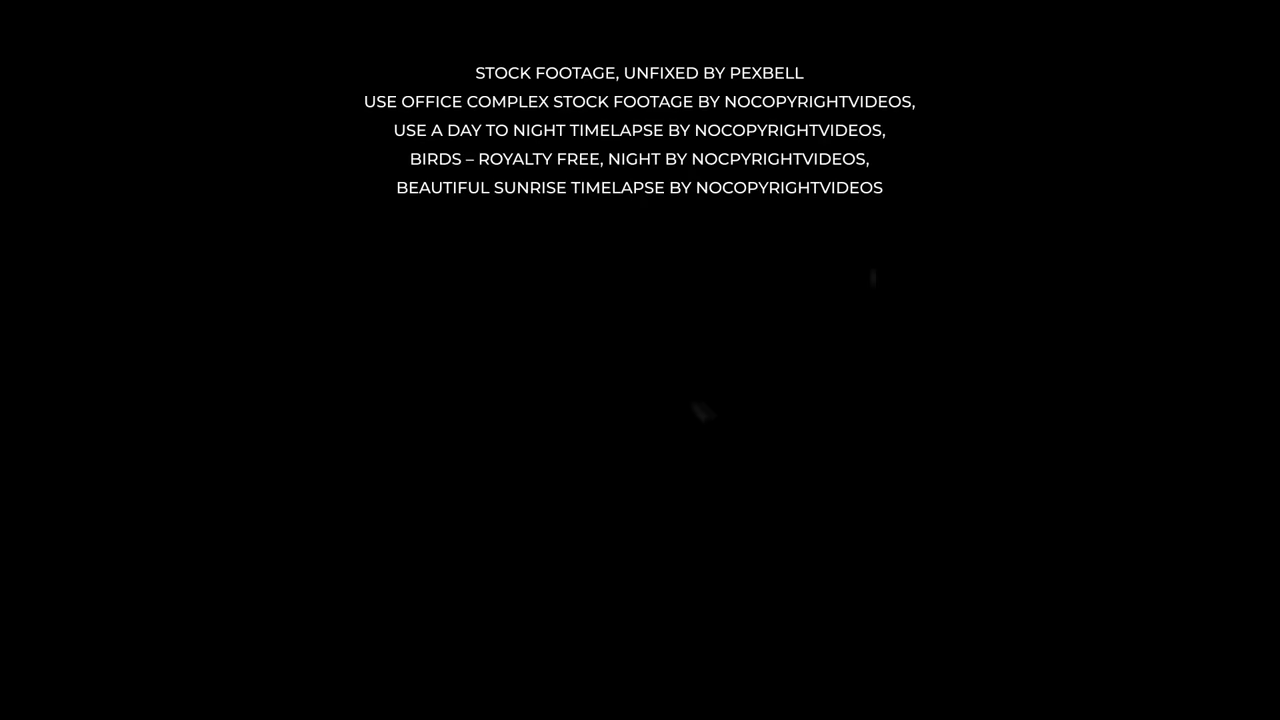 STOCK FOOTAGE, UNFIXED BY PEXBELL
USE OFFICE COMPLEX STOCK FOOTAGE BY NOCOPYRIGHTVIDEOS,
USE A DAY TO NIGHT TIMELAPSE BY NOCOPYRIGHTVIDEOS,
BIRDS – ROYALTY FREE, NIGHT BY NOCPYRIGHTVIDEOS,
BEAUTIFUL SUNRISE TIMELAPSE BY NOCOPYRIGHTVIDEOS